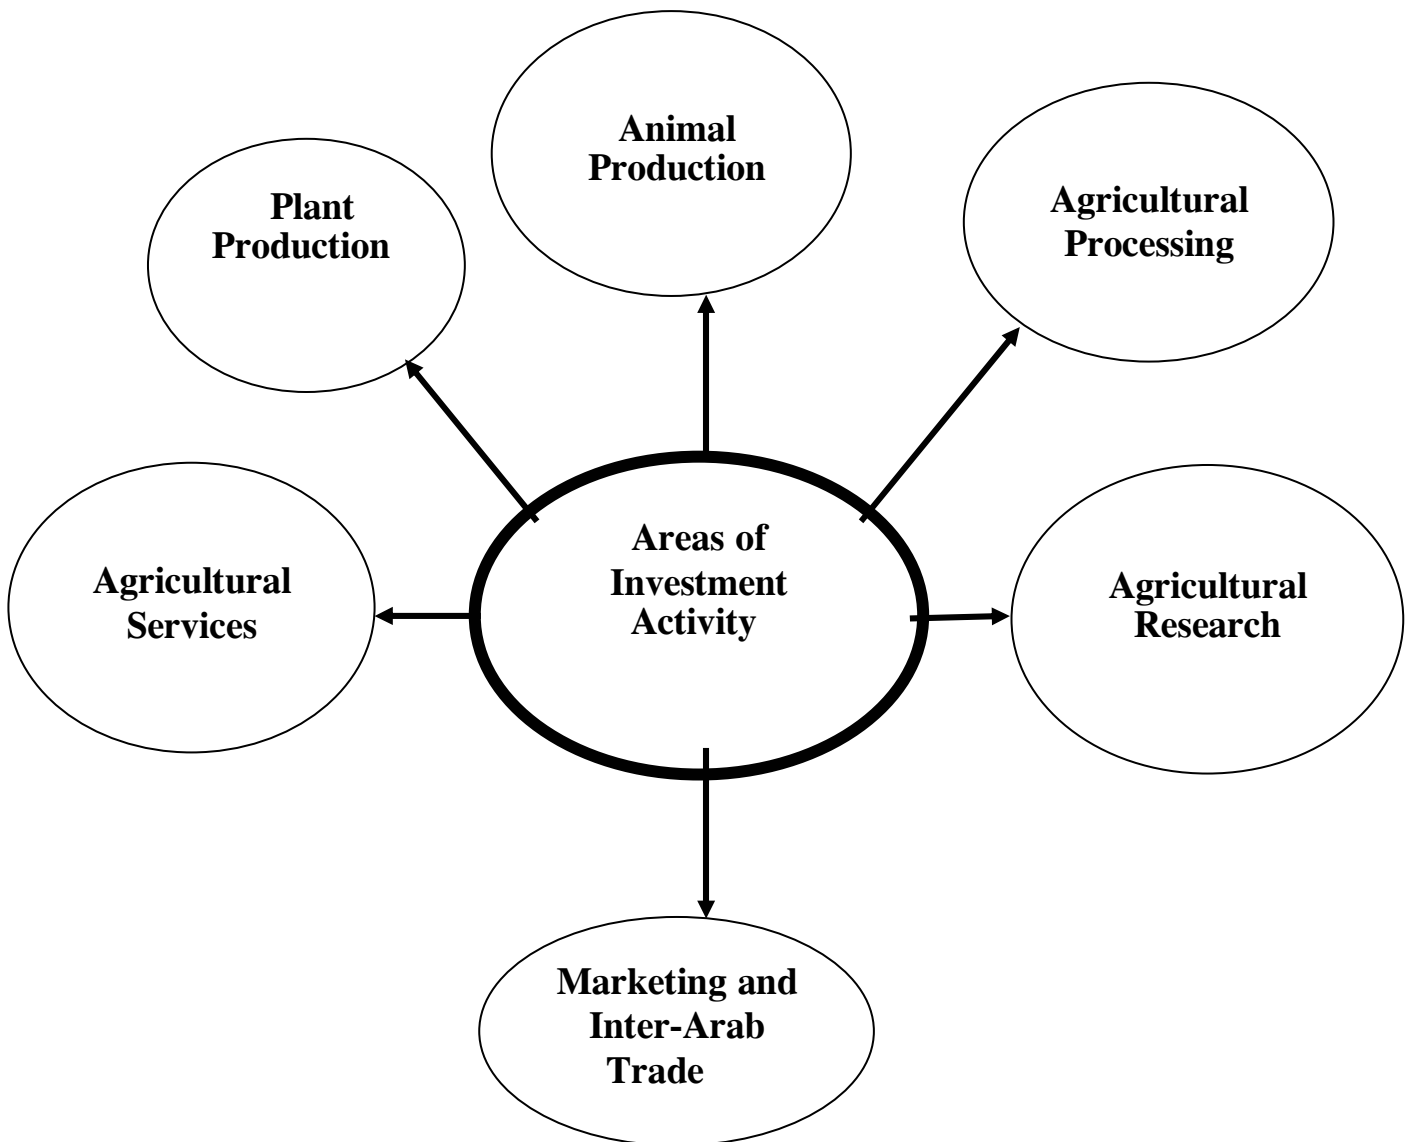 Animal
Production
Plant
Production
Agricultural
Processing
Agricultural
Services
Areas of
Investment
Activity
Agricultural
Research
Marketing and
Inter-Arab
Trade